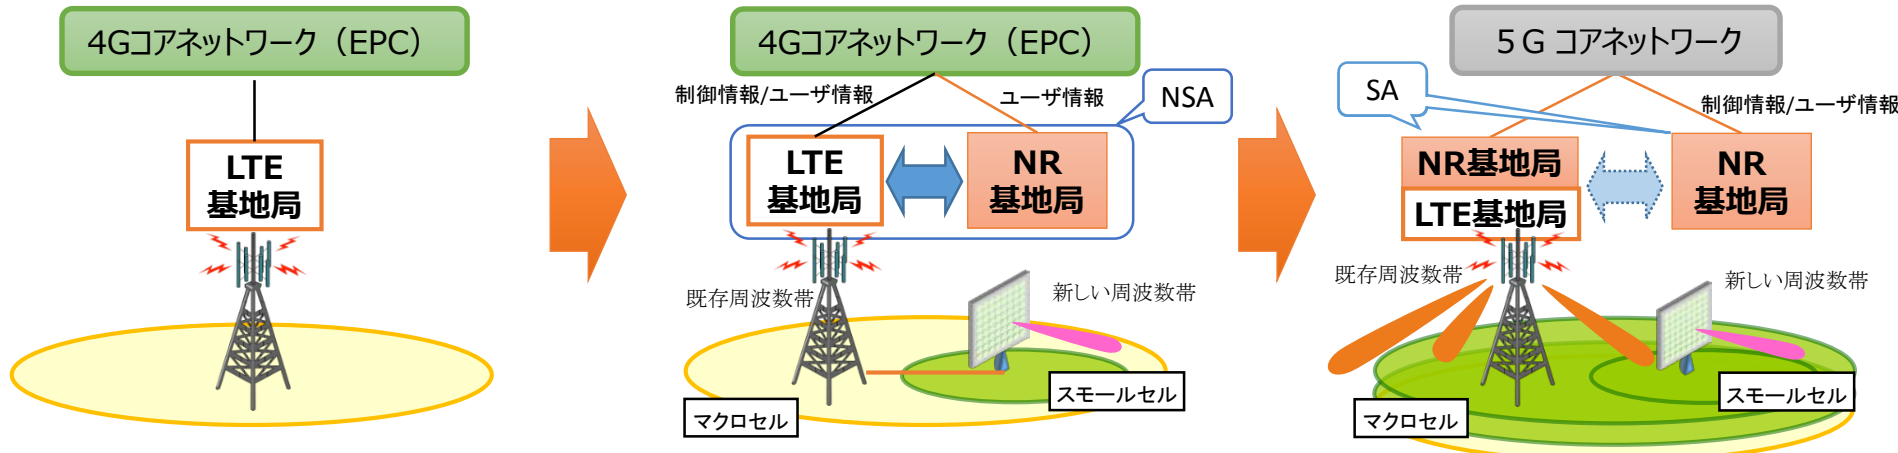 4Gコアネットワーク（EPC）
LTE
基地局
4Gコアネットワーク（EPC）
制御情報/ユーザ情報
ユーザ情報
NSA
LTE
基地局
NR
基地局
既存周波数帯
新しい周波数帯
マクロセル
スモールセル
５G コアネットワーク
SA
制御情報/ユーザ情報
NR基地局
LTE基地局
NR
基地局
既存周波数帯
新しい周波数帯
マクロセル
スモールセル